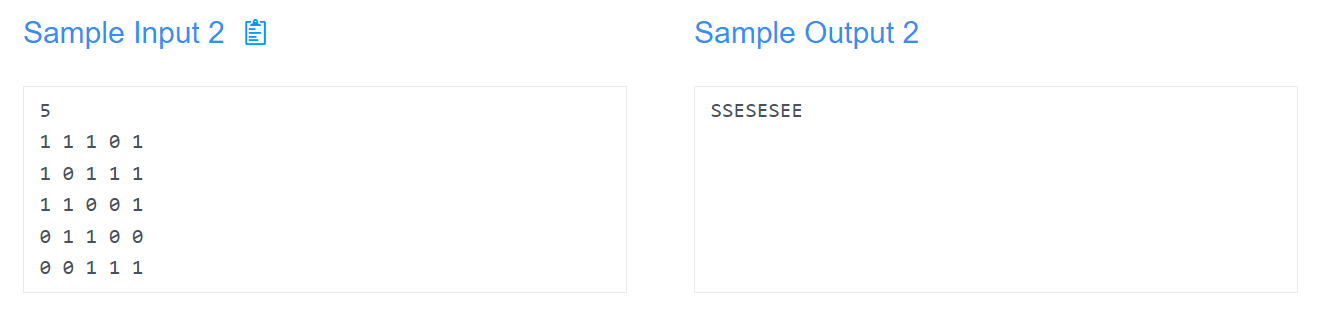 Sample Input 2
5
1 1 1 0 1
1 0 1 1 1
1 1 0 0 1
0 1 1 0 0
0 0 1 1 1
Sample Output 2
SSESESEE